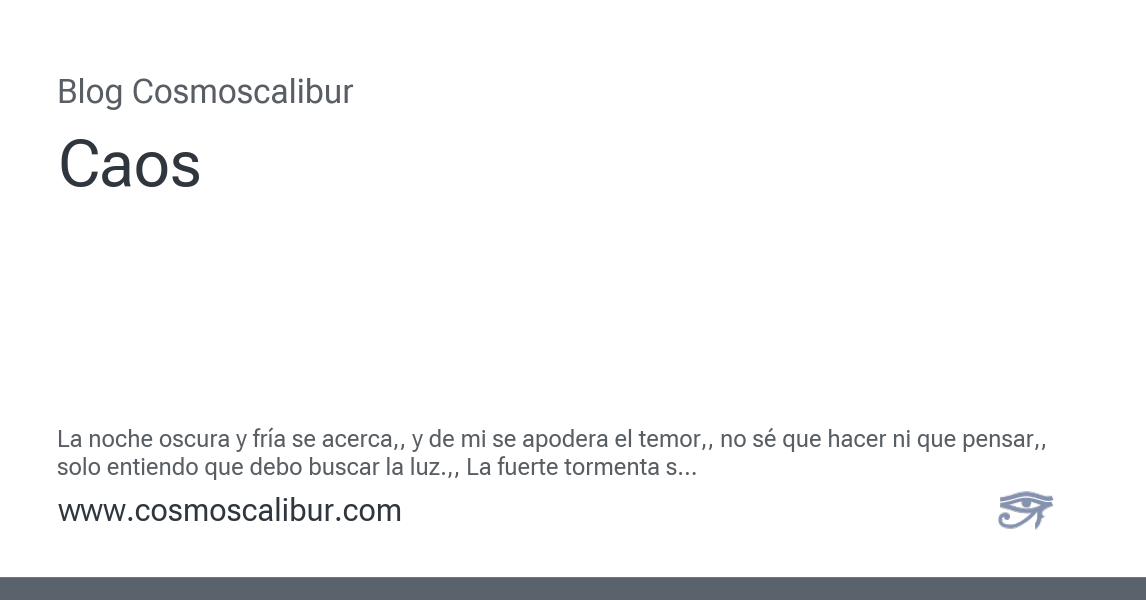 Blog Cosmoscalibur
Caos
La noche oscura y fría se acerca,, y de mi se apodera el temor,, no sé que hacer ni que pensar,,
solo entiendo que debo buscar la luz.,, La fuerte tormenta s...
www.cosmoscalibur.com